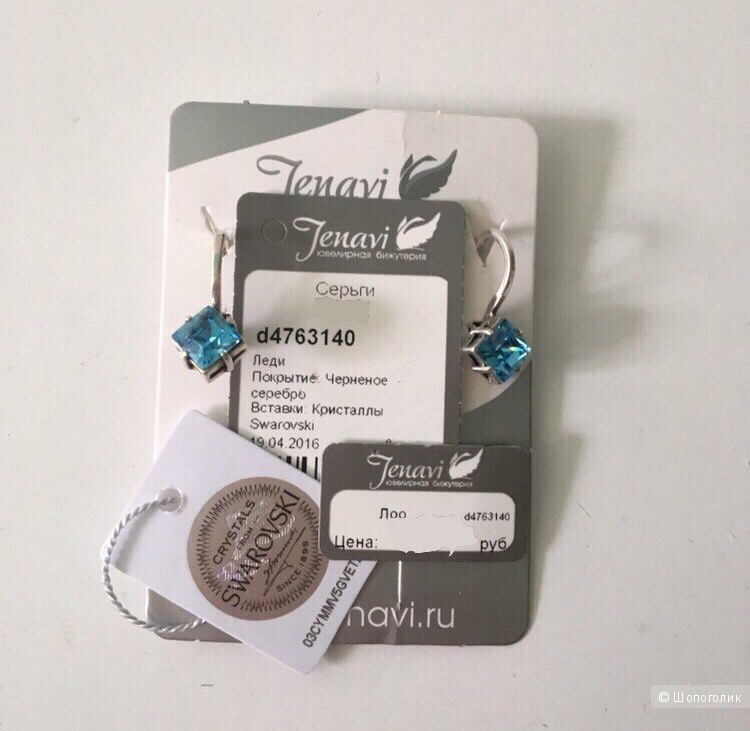 Jenavi
Jenavi
ювелирная бижутерия
Серьги
d4763140
Леди
Покрытие: Черненое
серебро
Вставки: Кристаллы
Swarovski
19.04.2016
Jenavi
ювелирная бижутерия
d4763140
Цена: руб
CRYSTALS
FROM
SWAROVSKI
SINCE 1895
03CYMMV5GVET
navi.ru
© Шопоголик